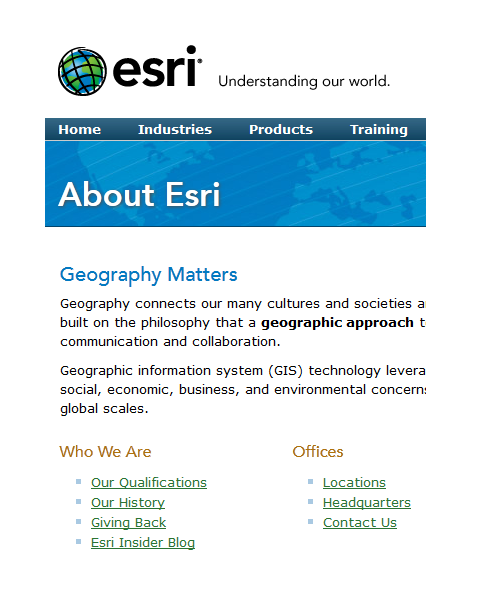 esri
Understanding our world.
Home Industries Products Training
About Esri
Geography Matters
Geography connects our many cultures and societies
built on the philosophy that a geographic approach
communication and collaboration.
Geographic information system (GIS) technology
social, economic, business, and environmental concerns
global scales.
Who We Are
Our Qualifications
Our History
Giving Back
Esri Insider Blog
Offices
Locations
Headquarters
Contact Us